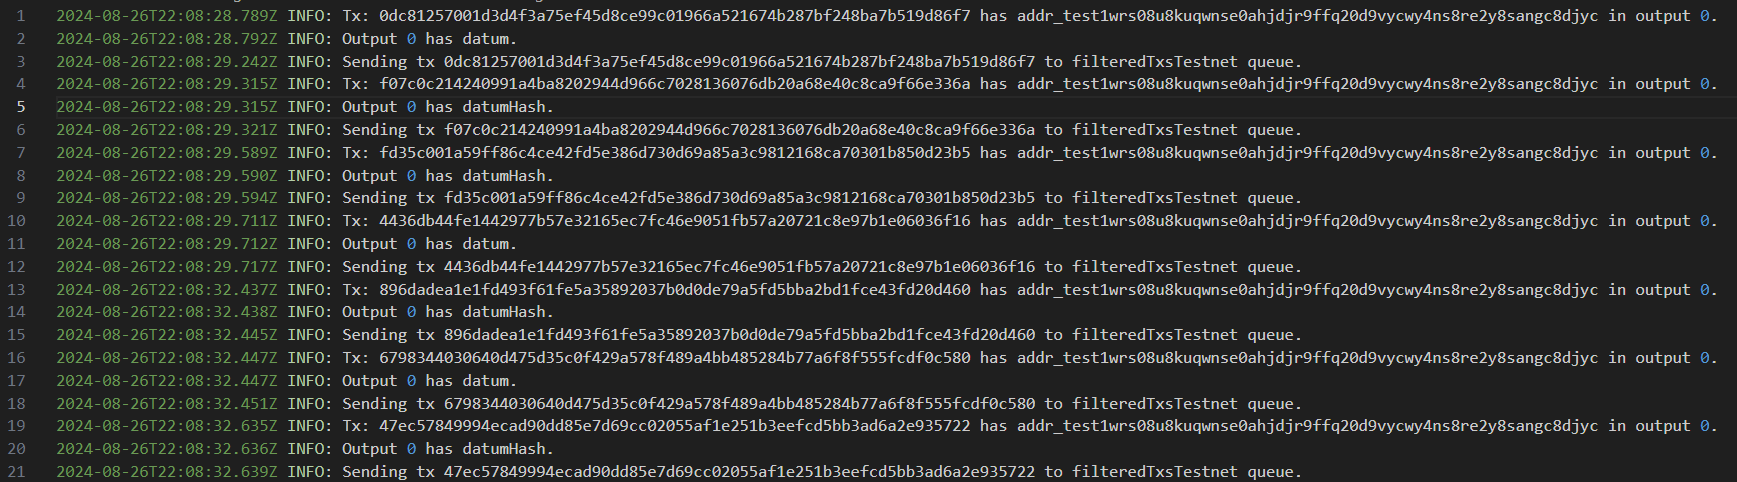 1 2024-08-26T22:08:28.789Z INFO: Tx: 0dc81257001d3d4f3a75ef45d8ce99c01966a521674b287bf248ba7b519d86f7 has addr_test1wrs08u8kuqwnse0ahjdjr9ffq20d9vycwy4ns8re2y8sangc8djyc in output 0.
2 2024-08-26T22:08:28.792Z INFO: Output 0 has datum.
3 2024-08-26T22:08:29.242Z INFO: Sending tx 0dc81257001d3d4f3a75ef45d8ce99c01966a521674b287bf248ba7b519d86f7 to filteredTxsTestnet queue.
4 2024-08-26T22:08:29.315Z INFO: Tx: f07c0c214240991a4ba8202944d966c7028136076db20a68e40c8ca9f66e336a has addr_test1wrs08u8kuqwnse0ahjdjr9ffq20d9vycwy4ns8re2y8sangc8djyc in output 0.
5 2024-08-26T22:08:29.315Z INFO: Output 0 has datumHash.
6 2024-08-26T22:08:29.321Z INFO: Sending tx f07c0c214240991a4ba8202944d966c7028136076db20a68e40c8ca9f66e336a to filteredTxsTestnet queue.
7 2024-08-26T22:08:29.589Z INFO: Tx: fd35c001a59ff86c4ce42fd5e386d730d69a85a3c9812168ca70301b850d23b5 has addr_test1wrs08u8kuqwnse0ahjdjr9ffq20d9vycwy4ns8re2y8sangc8djyc in output 0.
8 2024-08-26T22:08:29.590Z INFO: Output 0 has datumHash.
9 2024-08-26T22:08:29.594Z INFO: Sending tx fd35c001a59ff86c4ce42fd5e386d730d69a85a3c9812168ca70301b850d23b5 to filteredTxsTestnet queue.
10 2024-08-26T22:08:29.711Z INFO: Tx: 4436db44fe1442977b57e32165ec7fc46e9051fb57a20721c8e97b1e06036f16 has addr_test1wrs08u8kuqwnse0ahjdjr9ffq20d9vycwy4ns8re2y8sangc8djyc in output 0.
11 2024-08-26T22:08:29.712Z INFO: Output 0 has datum.
12 2024-08-26T22:08:29.717Z INFO: Sending tx 4436db44fe1442977b57e32165ec7fc46e9051fb57a20721c8e97b1e06036f16 to filteredTxsTestnet queue.
13 2024-08-26T22:08:32.437Z INFO: Tx: 896dadea1e1fd493f61fe5a35892037b0d0de79a5fd5bba2bd1fce43fd20d460 has addr_test1wrs08u8kuqwnse0ahjdjr9ffq20d9vycwy4ns8re2y8sangc8djyc in output 0.
14 2024-08-26T22:08:32.438Z INFO: Output 0 has datumHash.
15 2024-08-26T22:08:32.445Z INFO: Sending tx 896dadea1e1fd493f61fe5a35892037b0d0de79a5fd5bba2bd1fce43fd20d460 to filteredTxsTestnet queue.
16 2024-08-26T22:08:32.447Z INFO: Tx: 6798344030640d475d35c0f429a578f489a4bb485284b77a6f8f555fcdf0c580 has addr_test1wrs08u8kuqwnse0ahjdjr9ffq20d9vycwy4ns8re2y8sangc8djyc in output 0.
17 2024-08-26T22:08:32.447Z INFO: Output 0 has datum.
18 2024-08-26T22:08:32.451Z INFO: Sending tx 6798344030640d475d35c0f429a578f489a4bb485284b77a6f8f555fcdf0c580 to filteredTxsTestnet queue.
19 2024-08-26T22:08:32.635Z INFO: Tx: 47ec57849994ecad90dd85e7d69cc02055af1e251b3eefcd5bb3ad6a2e935722 has addr_test1wrs08u8kuqwnse0ahjdjr9ffq20d9vycwy4ns8re2y8sangc8djyc in output 0.
20 2024-08-26T22:08:32.636Z INFO: Output 0 has datumHash.
21 2024-08-26T22:08:32.639Z INFO: Sending tx 47ec57849994ecad90dd85e7d69cc02055af1e251b3eefcd5bb3ad6a2e935722 to filteredTxsTestnet queue.